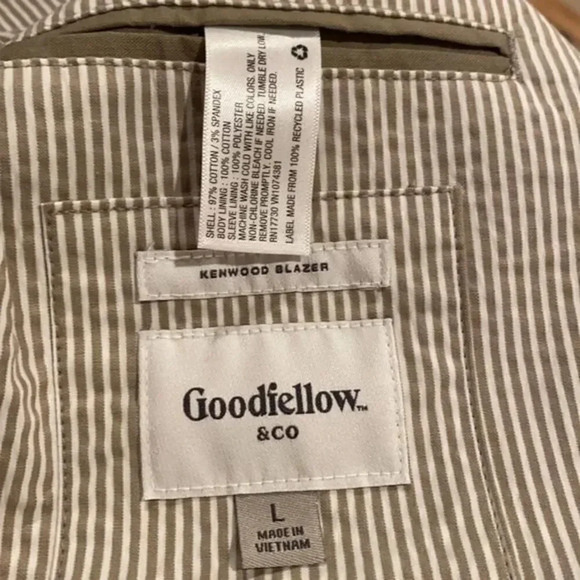 SHELL : 97% COTTON / 3% SPANDEX
BODY LINING : 100% COTTON
SLEEVE LINING : 100% POLYESTER
MACHINE WASH COLD WITH LIKE COLORS. ONLY
NON-CHLORINE BLEACH IF NEEDED. TUMBLE DRY LOW.
REMOVE PROMPTLY. COOL IRON IF NEEDED.
RN17730 VN1074381
LABEL MADE FROM 100% RECYCLED PLASTIC
KENWOOD BLAZER
Goodfellow™
&CO
L
MADE IN
VIETNAM